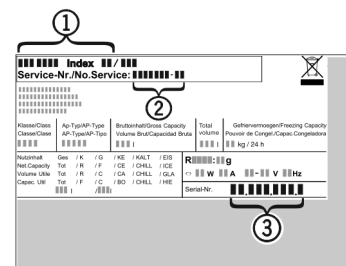 1
Index /
Service-Nr./No.Service: -
2
Klasse/Class Ap-Typ/AP-Type Bruttoinhalt/Gross Capacity Total Gefriervermoegen/Freezing Capacity
Classe/Clase AP-Type/AP-Tipo Volume Brut/Capacidad Bruta volume Pouvoir de Congel./Capac.Congeladora
l l kg / 24 h
Nutzinhalt Ges / K / G / KE / KALT / EIS
Net.Capacity Tot / R / F / CE / CHILL / ICE
Volume Utile Tot / R / C / CA / CHILL / GLA
Capac. Util Tot / F / C / BO / CHILL / HIE
l / l
R : g
W A - V Hz
Serial-Nr. . . .
3